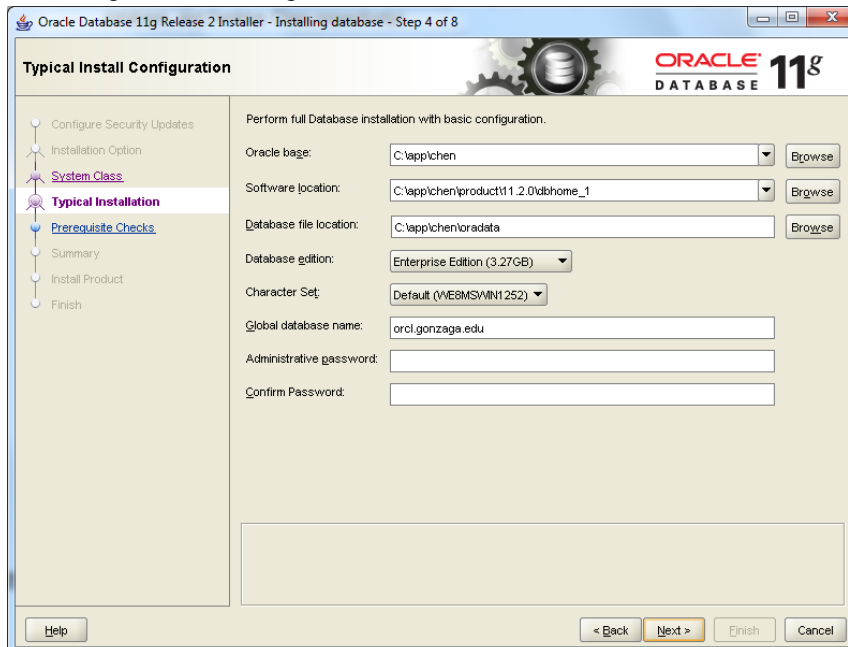 Oracle Database 11g Release 2 Installer - Installing database - Step 4 of 8
Typical Install Configuration
ORACLE 11g
DATABASE
Configure Security Updates
Installation Option
System Class
Typical Installation
Prerequisite Checks
Summary
Install Product
Finish
Perform full Database installation with basic configuration.
Oracle base: C:\app\chen Browse
Software location: C:\app\chen\product\11.2.0\dbhome_1 Browse
Database file location: C:\app\chen\oradata Browse
Database edition: Enterprise Edition (3.27GB)
Character Set: Default (WE8MSWIN1252)
Global database name: orcl.gonzaga.edu
Administrative password:
Confirm Password:
Help < Back Next > Finish Cancel